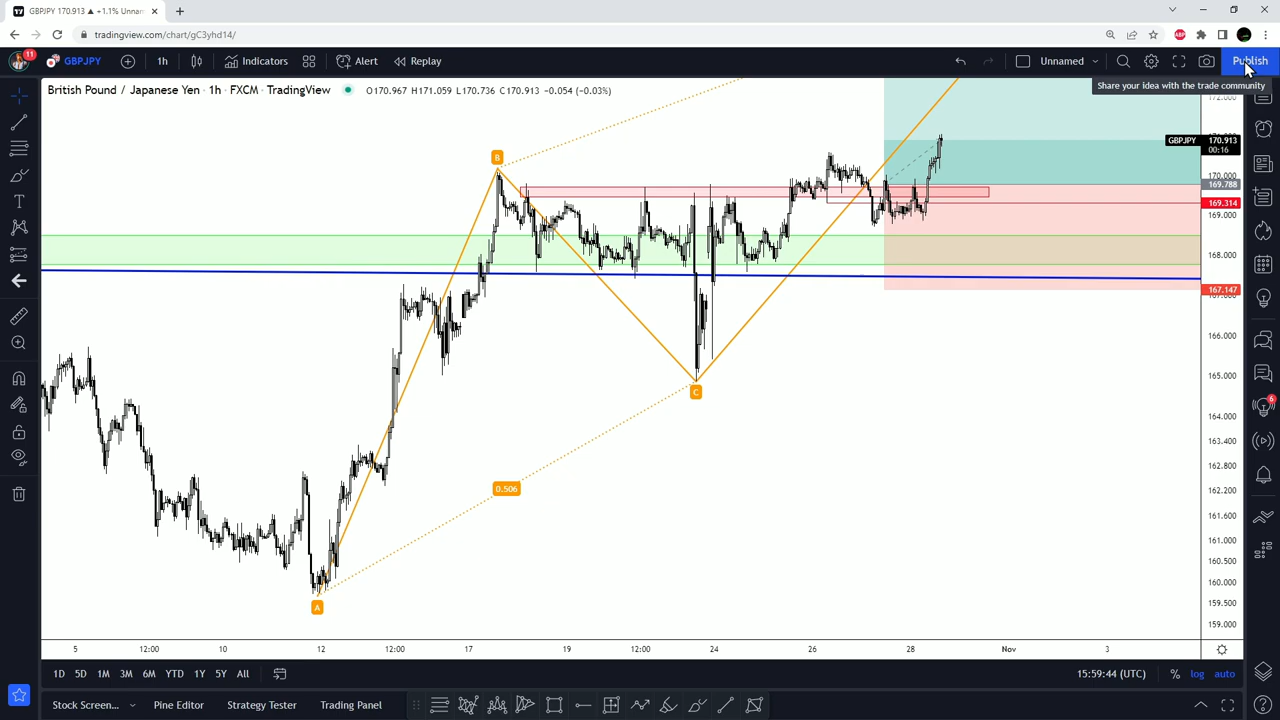 GBPJPY 170.913 ▲ +1.1% Unnam
tradingview.com/chart/gC3yhd14/
ABP
11
GBPJPY
1h
Indicators
Alert
Replay
Unnamed
Publish
Share your idea with the trade community
British Pound / Japanese Yen · 1h · FXCM · TradingView
O170.967 H171.059 L170.736 C170.913 −0.054 (−0.03%)
172.000
B
GBPJPY 170.913
00:16
170.000
169.788
169.314
169.000
168.000
167.147
166.000
165.000
C
164.000
163.400
162.800
0.506
162.200
161.600
161.000
160.500
160.000
A
159.500
159.000
6
5
12:00
10
12
12:00
17
19
12:00
24
26
28
Nov
3
1D
5D
1M
3M
6M
YTD
1Y
5Y
All
15:59:44 (UTC)
%
log
auto
Stock Screen...
Pine Editor
Strategy Tester
Trading Panel